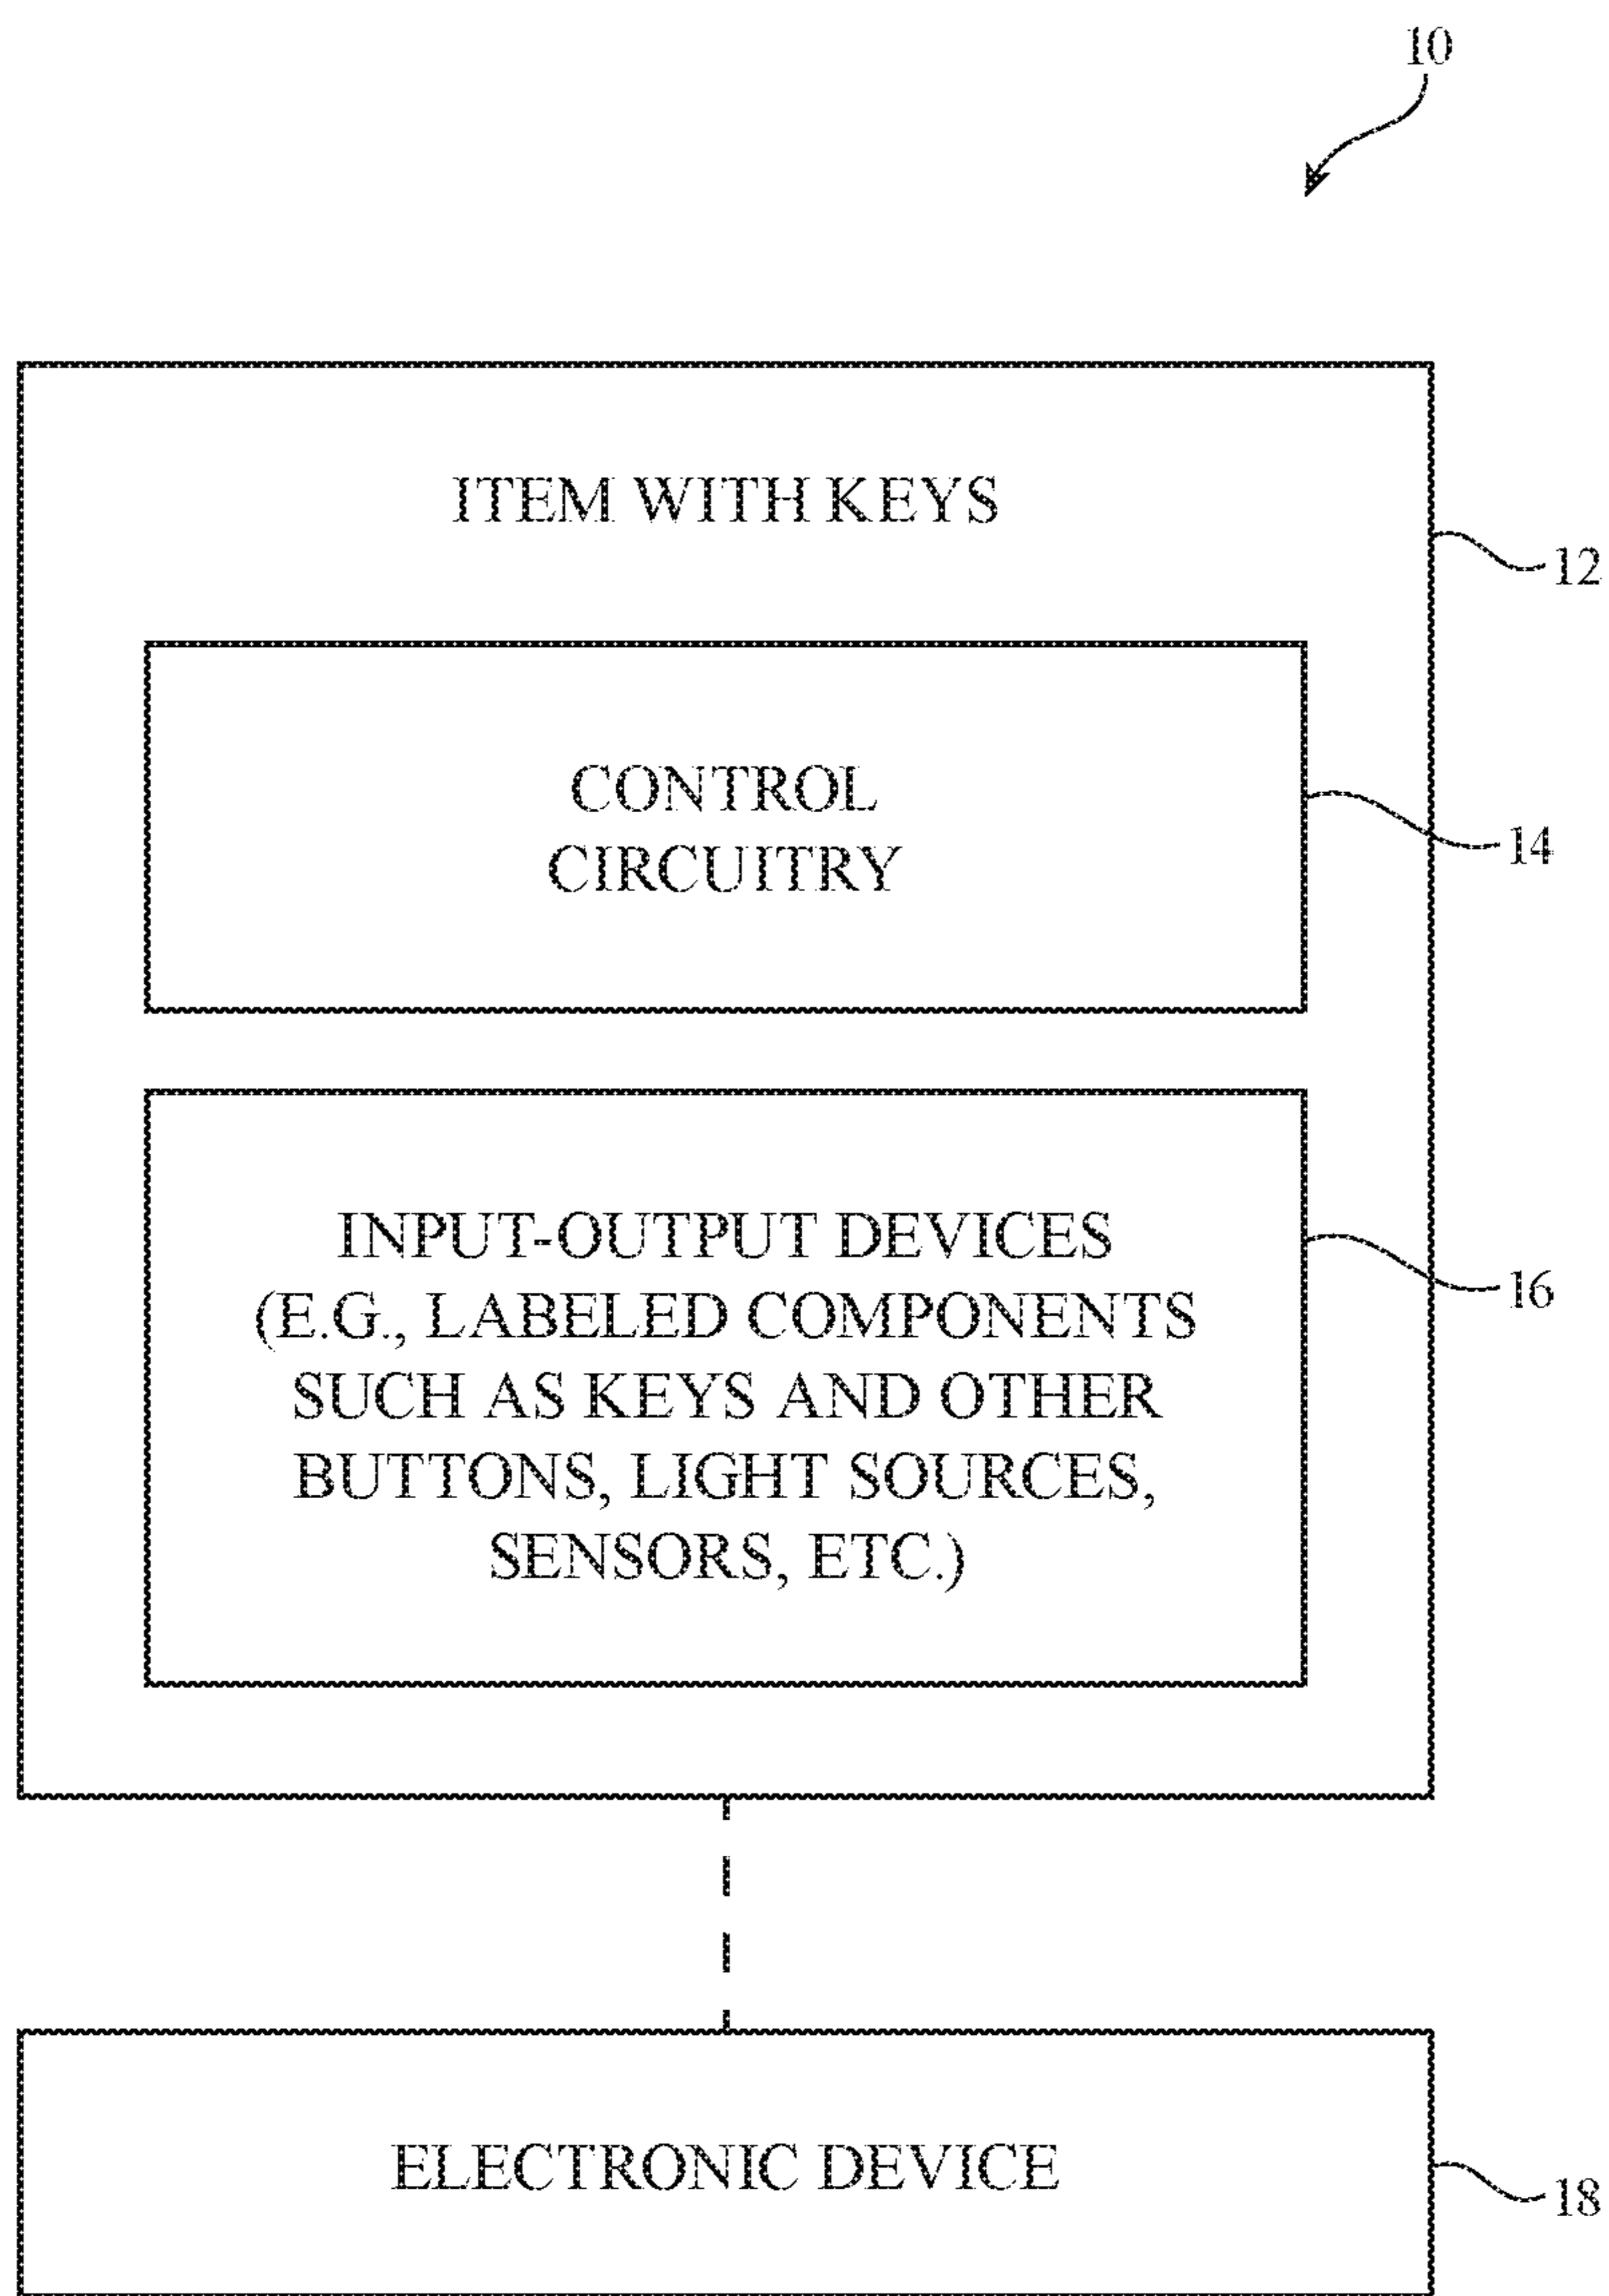 10
ITEM WITH KEYS
12
CONTROL
CIRCUITRY
14
INPUT-OUTPUT DEVICES
(E.G., LABELED COMPONENTS
16
SUCH AS KEYS AND OTHER
BUTTONS, LIGHT SOURCES,
SENSORS, ETC.)
ELECTRONIC DEVICE
18